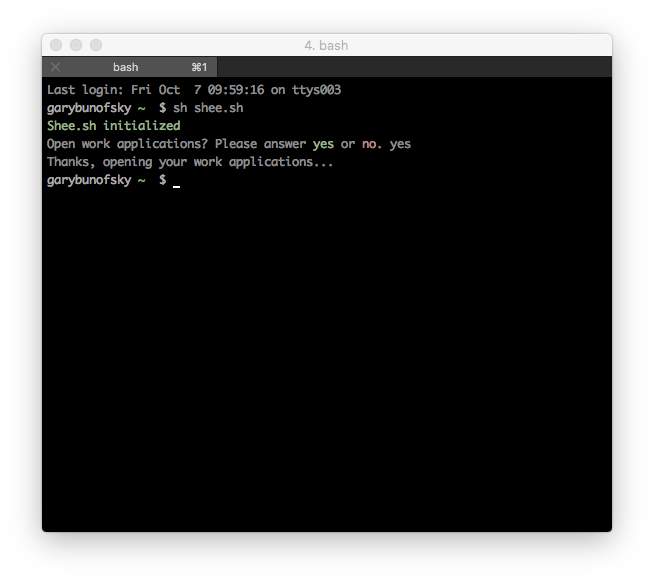 4. bash
bash ⌘1
Last login: Fri Oct  7 09:59:16 on ttys003
garybunofsky ~  $ sh shee.sh
Shee.sh initialized
Open work applications? Please answer yes or no. yes
Thanks, opening your work applications...
garybunofsky ~  $